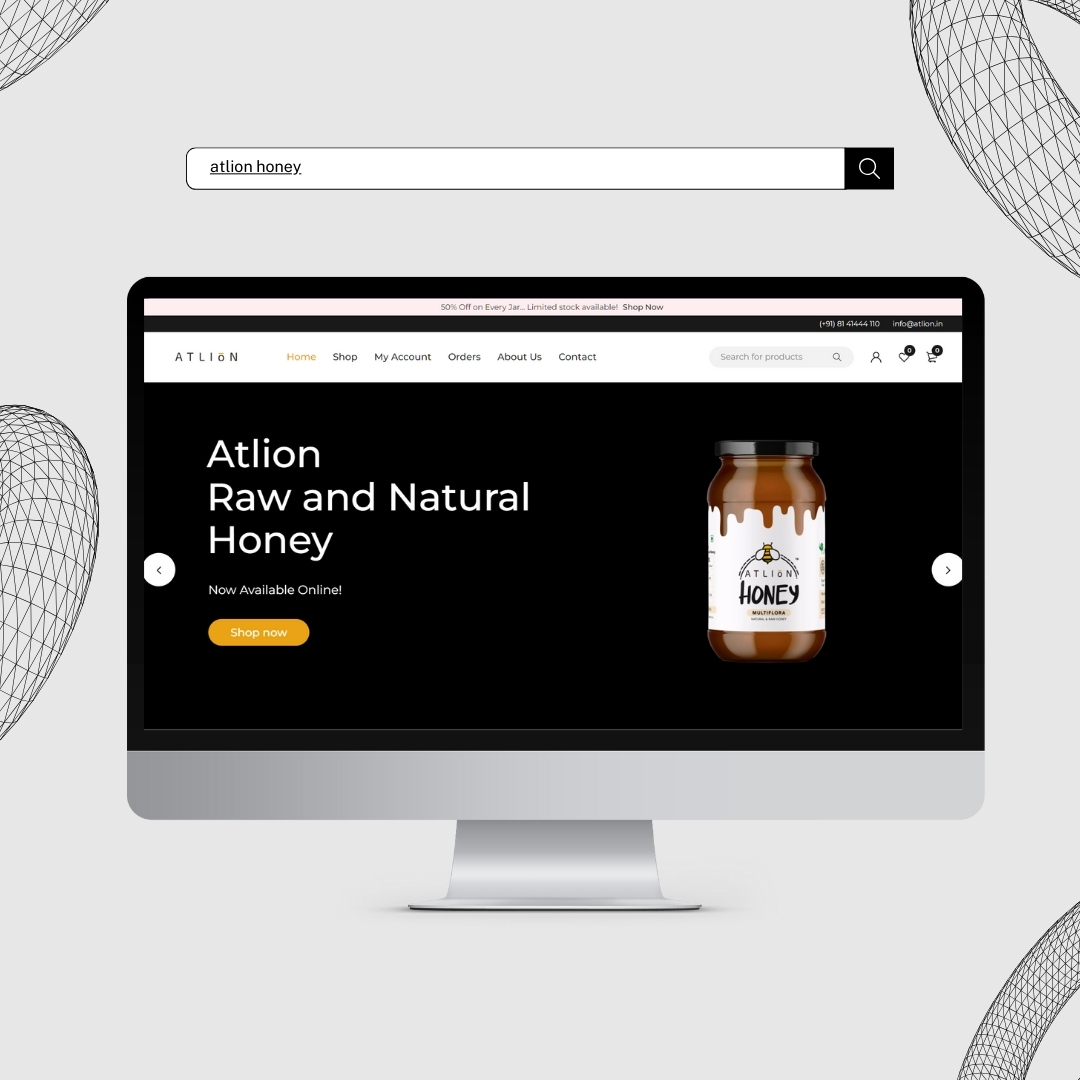 atlion honey
50% Off on Every Jar... Limited stock available! Shop Now
(+91) 81 41444 110 info@atlion.in
ATLIōN Home Shop My Account Orders About Us Contact Search for products 0 0
Atlion
Raw and Natural
Honey
Now Available Online!
Shop now
ATLIōN
HONEY
MULTIFLORA
NATURAL & RAW HONEY